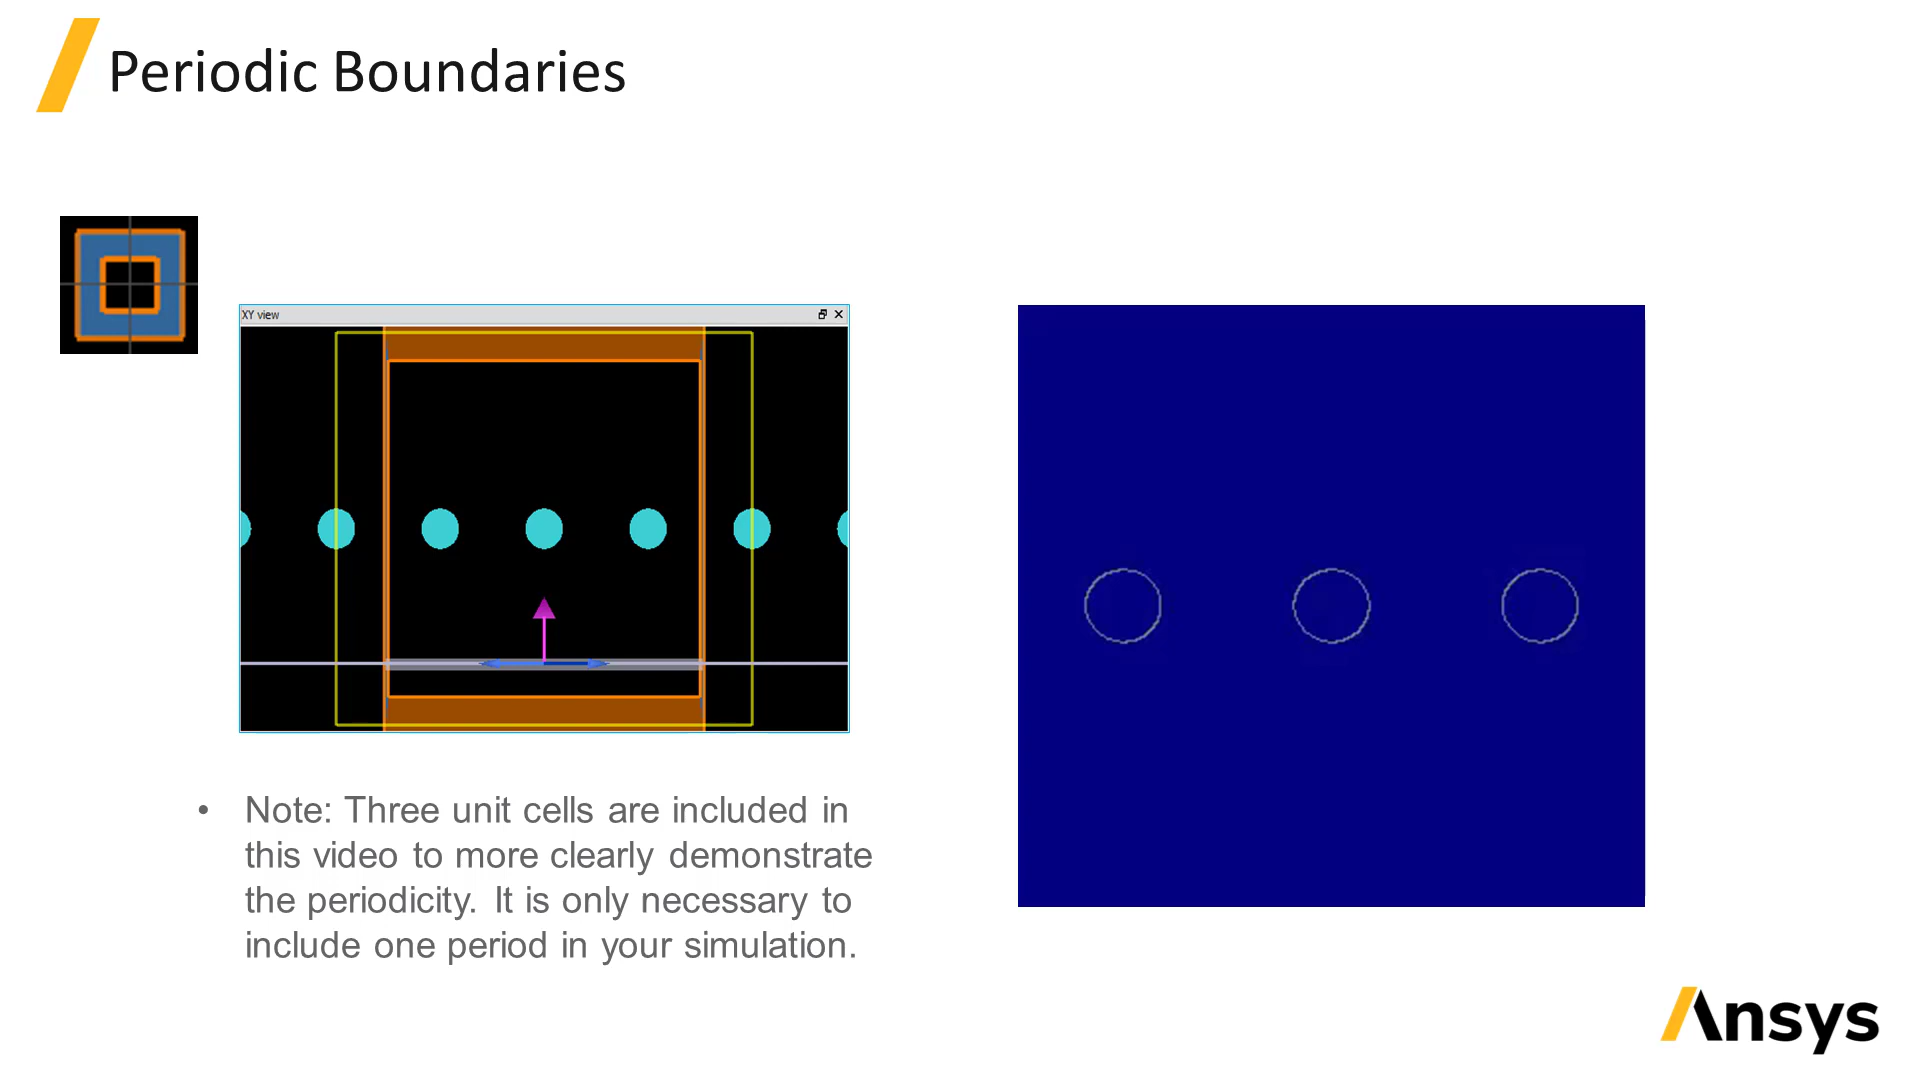 Periodic Boundaries
XY view
• Note: Three unit cells are included in
this video to more clearly demonstrate
the periodicity. It is only necessary to
include one period in your simulation.
Ansys